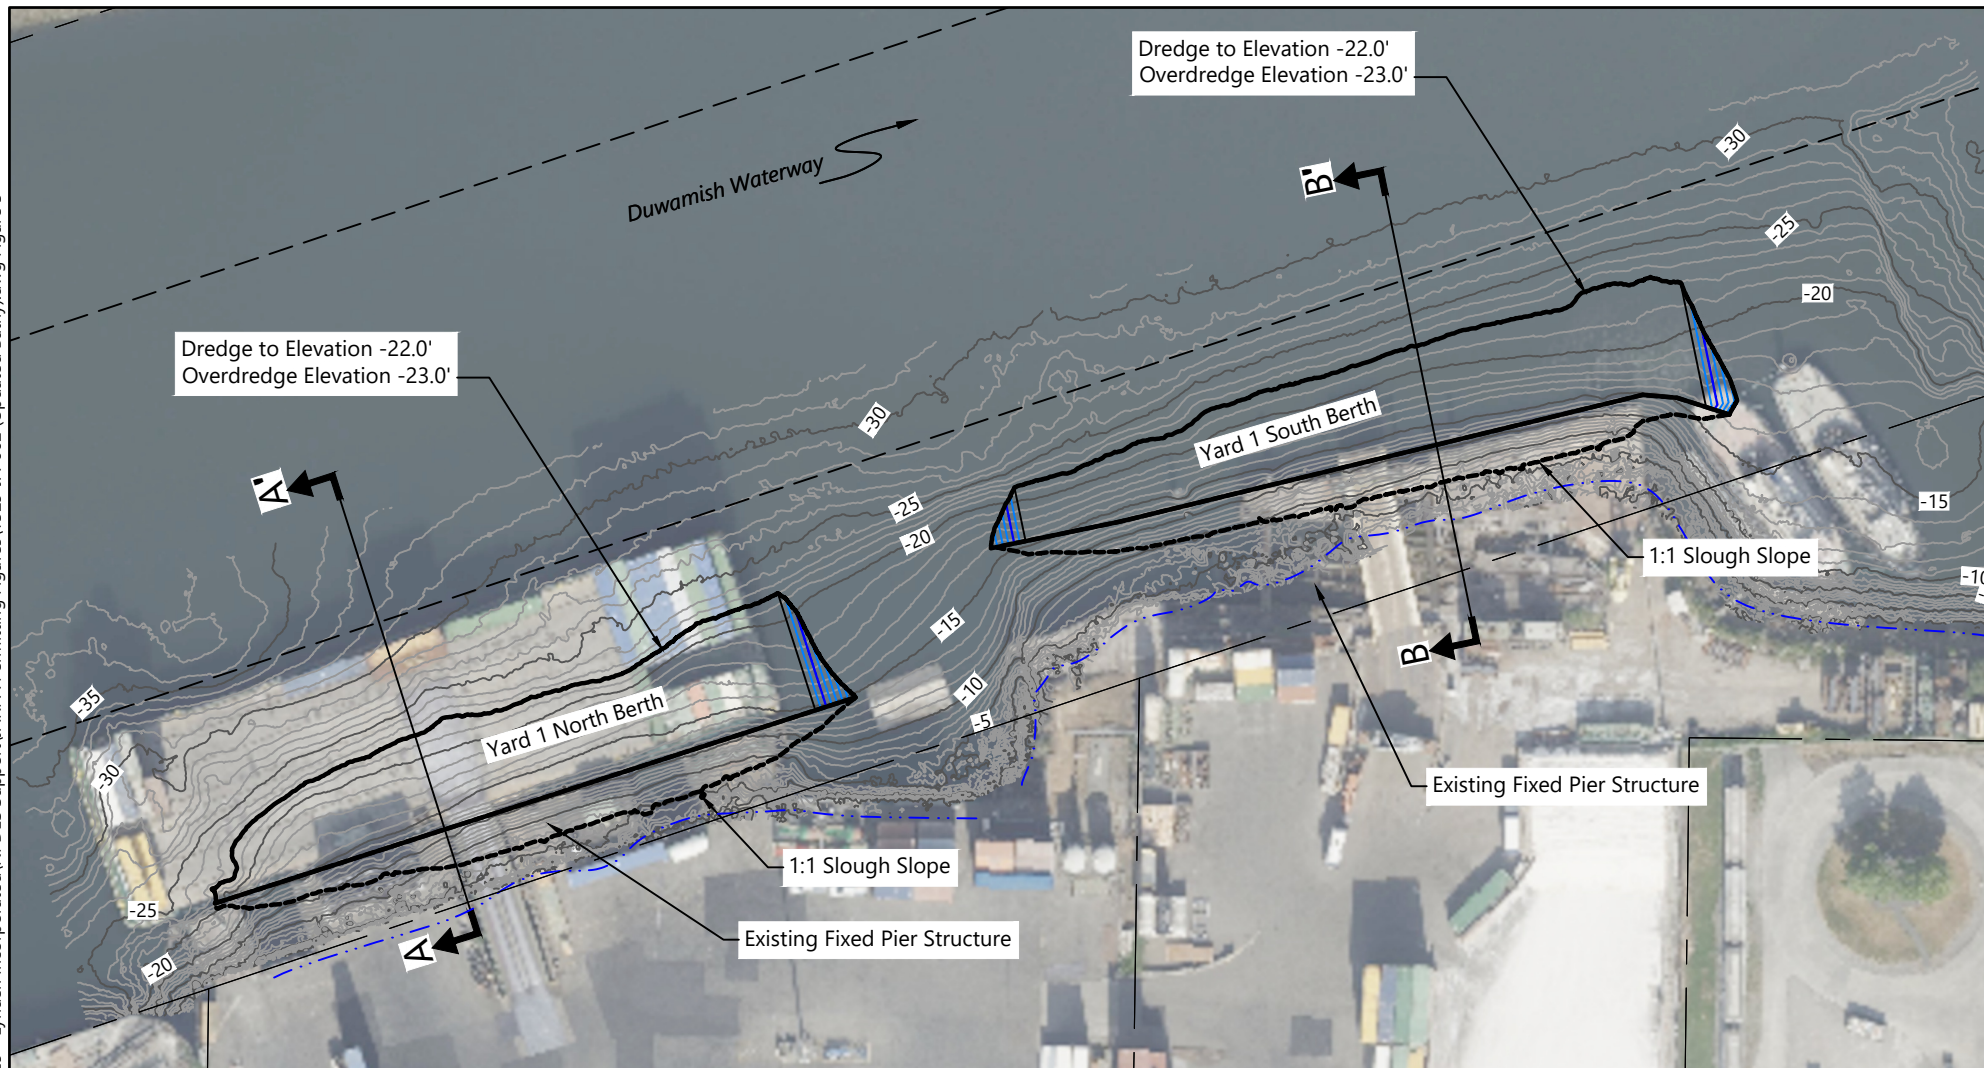 Dredge to Elevation -22.0'
Overdredge Elevation -23.0'
Duwamish Waterway
B'
-30
-25
-20
Dredge to Elevation -22.0'
Overdredge Elevation -23.0'
-30
Yard 1 South Berth
A'
-25
-20
-15
1:1 Slough Slope
-15
-10
B
-10
-5
-35
Yard 1 North Berth
-30
Existing Fixed Pier Structure
1:1 Slough Slope
-25
Existing Fixed Pier Structure
A
-20